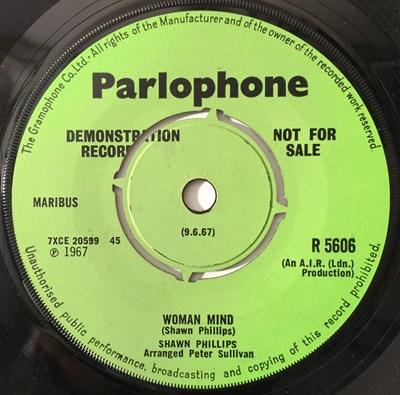 The Gramophone Co. Ltd. All rights of the Manufacturer and of the owner of the recorded work reserved.
Parlophone
DEMONSTRATION
RECORD
NOT FOR
SALE
MARIBUS
(9.6.67)
7XCE 20599 45
℗ 1967
R 5606
(An A.I.R. (Ldn.)
Production)
WOMAN MIND
(Shawn Phillips)
SHAWN PHILLIPS
Arranged Peter Sullivan
Unauthorised public performance, broadcasting and copying of this record prohibited.